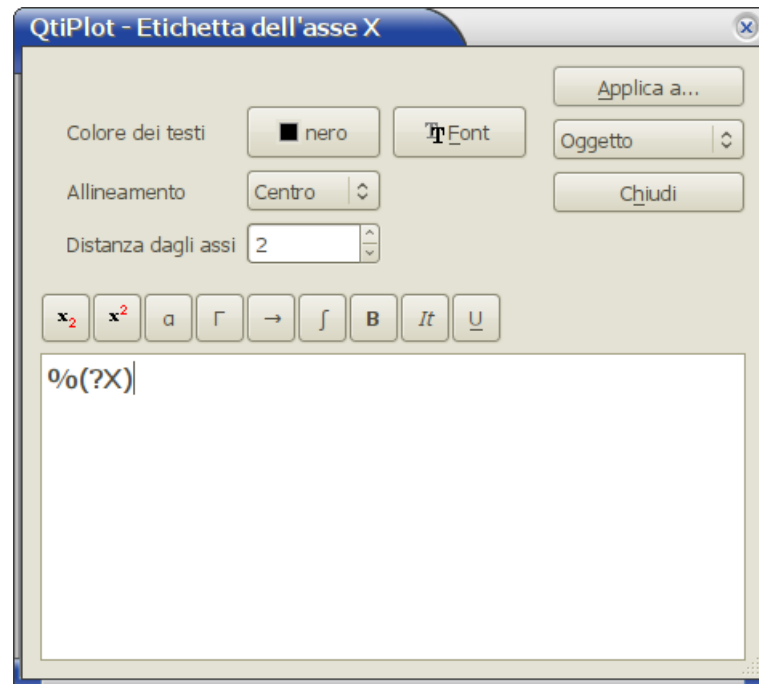 QtiPlot - Etichetta dell'asse X
Applica a...
Colore dei testi nero Font
Oggetto
Allineamento Centro
Chiudi
Distanza dagli assi 2
x2 x2 α Γ → ∫ B It U
%(?X)